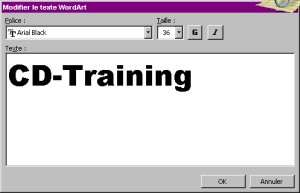 Modifier le texte WordArt
Police : Taille :
Arial Black 36 G I
Texte :
CD-Training
OK Annuler